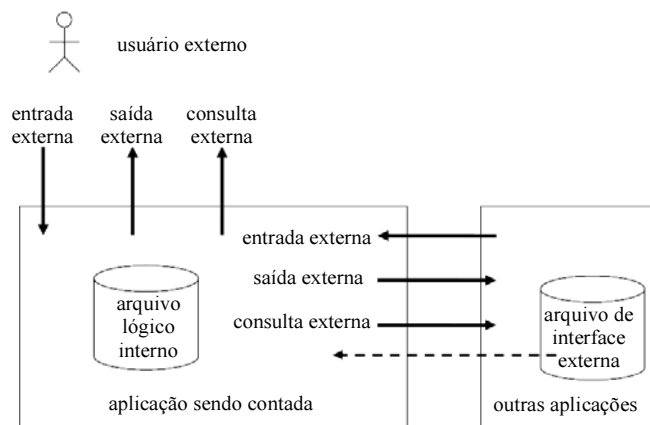 usuário externo
entrada saída consulta
externa externa externa
entrada externa
saída externa
consulta externa
arquivo
lógico
interno
arquivo de
interface
externa
aplicação sendo contada
outras aplicações